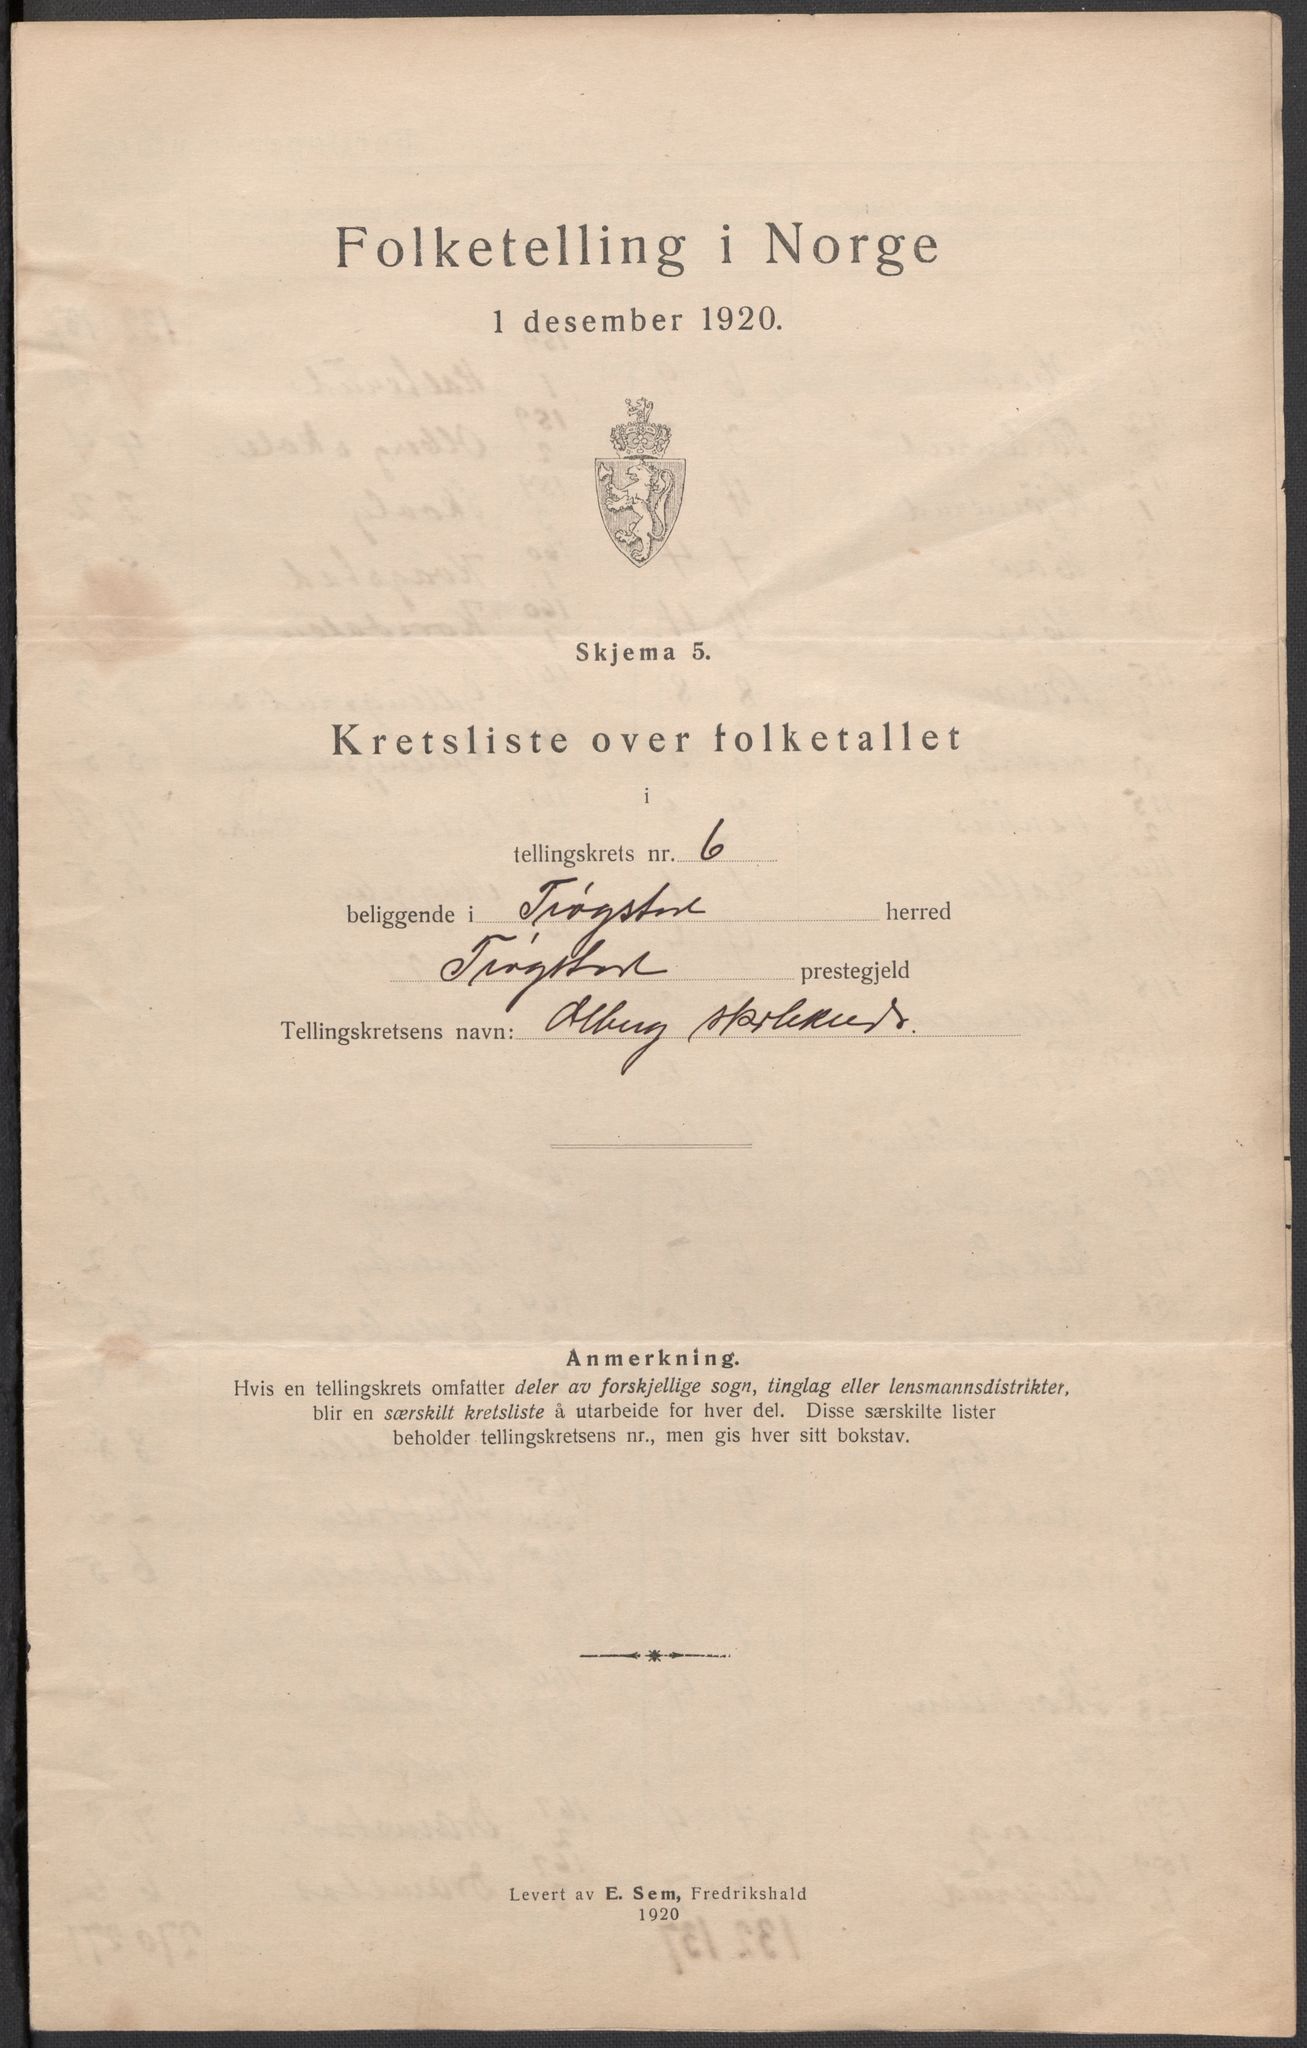 Folketelling i Norge
1 desember 1920.
Skjema 5.
Kretsliste over folketallet
i
tellingskrets nr. 6
beliggende i Trøgstad herred
Trøgstad prestegjeld
Tellingskretsens navn: Ølberg skolekreds.
Anmerkning.
Hvis en tellingskrets omfatter deler av forskjellige sogn, tinglag eller lensmannsdistrikter,
blir en særskilt kretsliste å utarbeide for hver del. Disse særskilte lister
beholder tellingskretsens nr., men gis hver sitt bokstav.
Levert av E. Sem, Fredrikshald
1920